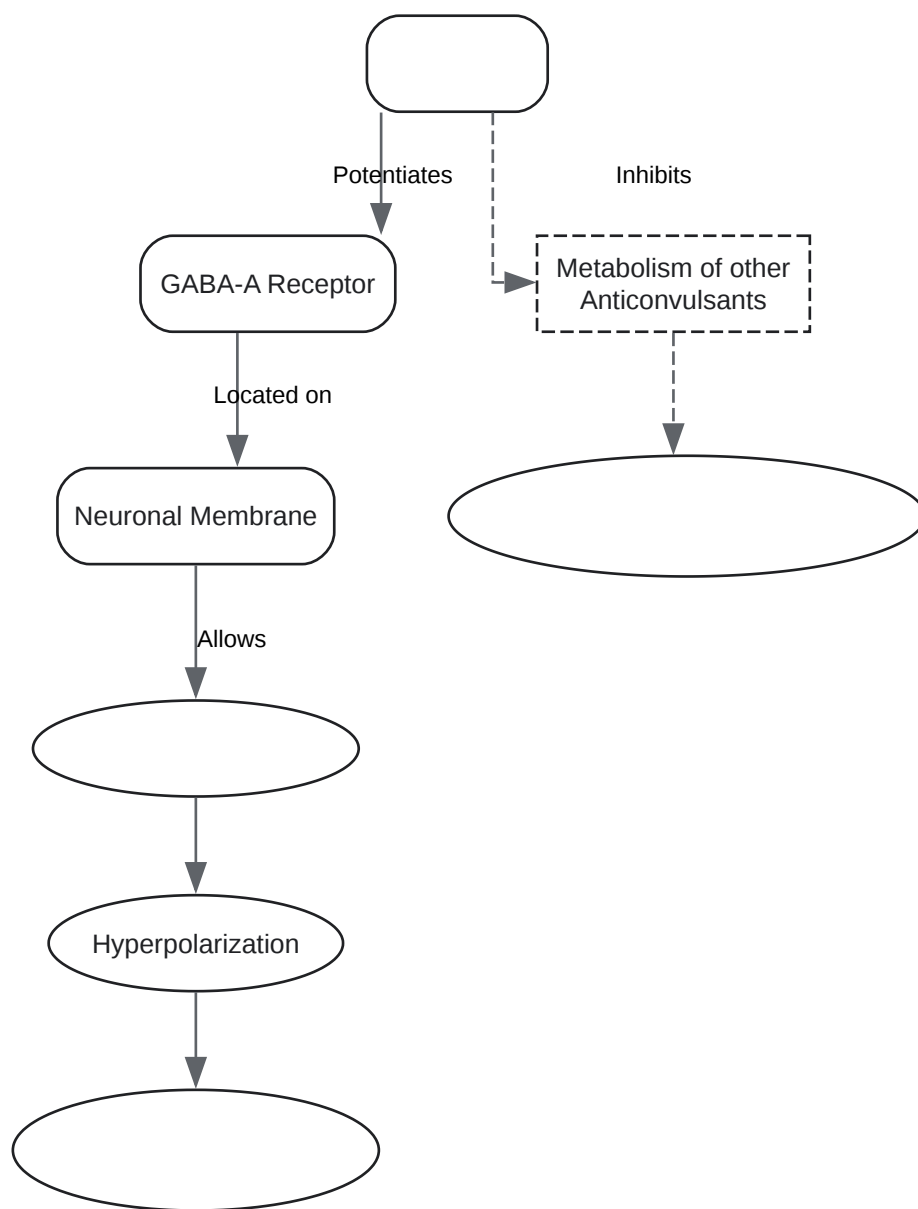 Potentiates
Inhibits
GABA-A Receptor
Metabolism of other
Anticonvulsants
Located on
Neuronal Membrane
Allows
Hyperpolarization